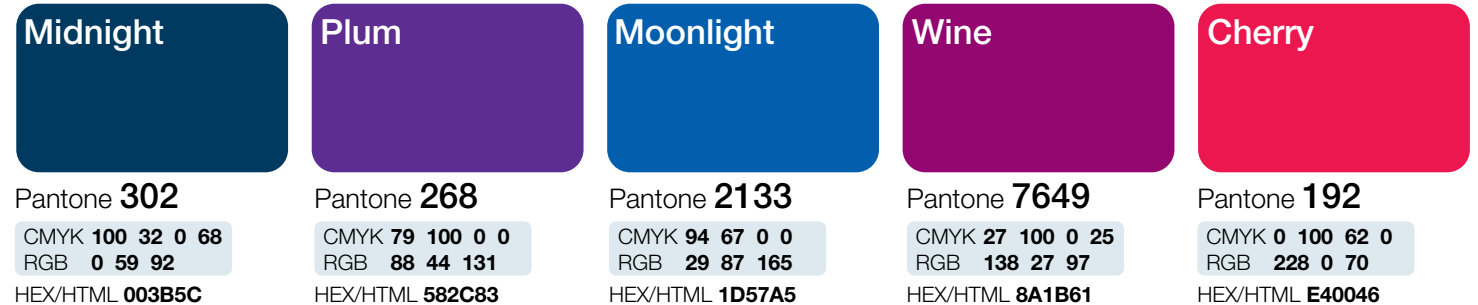 Midnight
Pantone 302
CMYK 100 32 0 68
RGB 0 59 92
HEX/HTML 003B5C
Plum
Pantone 268
CMYK 79 100 0 0
RGB 88 44 131
HEX/HTML 582C83
Moonlight
Pantone 2133
CMYK 94 67 0 0
RGB 29 87 165
HEX/HTML 1D57A5
Wine
Pantone 7649
CMYK 27 100 0 25
RGB 138 27 97
HEX/HTML 8A1B61
Cherry
Pantone 192
CMYK 0 100 62 0
RGB 228 0 70
HEX/HTML E40046